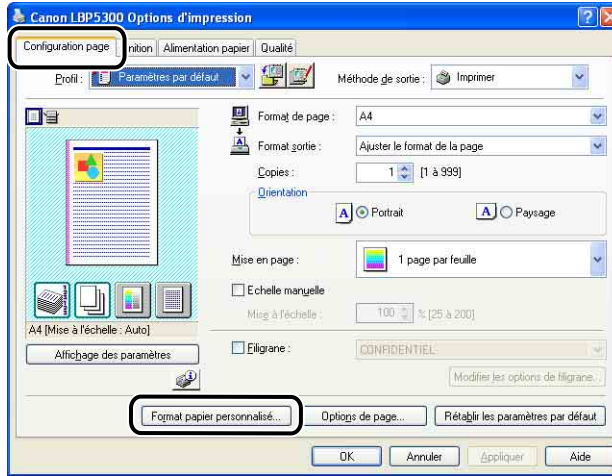 Canon LBP5300 Options d'impression
Configuration page nition Alimentation papier Qualité
Profil : Paramètres par défaut Méthode de sortie : Imprimer
Format de page : A4
Format sortie : Ajuster le format de la page
Copies : 1 [1 à 999]
Orientation
A Portrait A Paysage
Mise en page : 1 page par feuille
Echelle manuelle
Mise à l'échelle : 100 % [25 à 200]
A4 [Mise à l'échelle : Auto]
Affichage des paramètres
Filigrane : CONFIDENTIEL
Modifier les options de filigrane...
Format papier personnalisé... Options de page... Rétablir les paramètres par défaut
OK Annuler Appliquer Aide